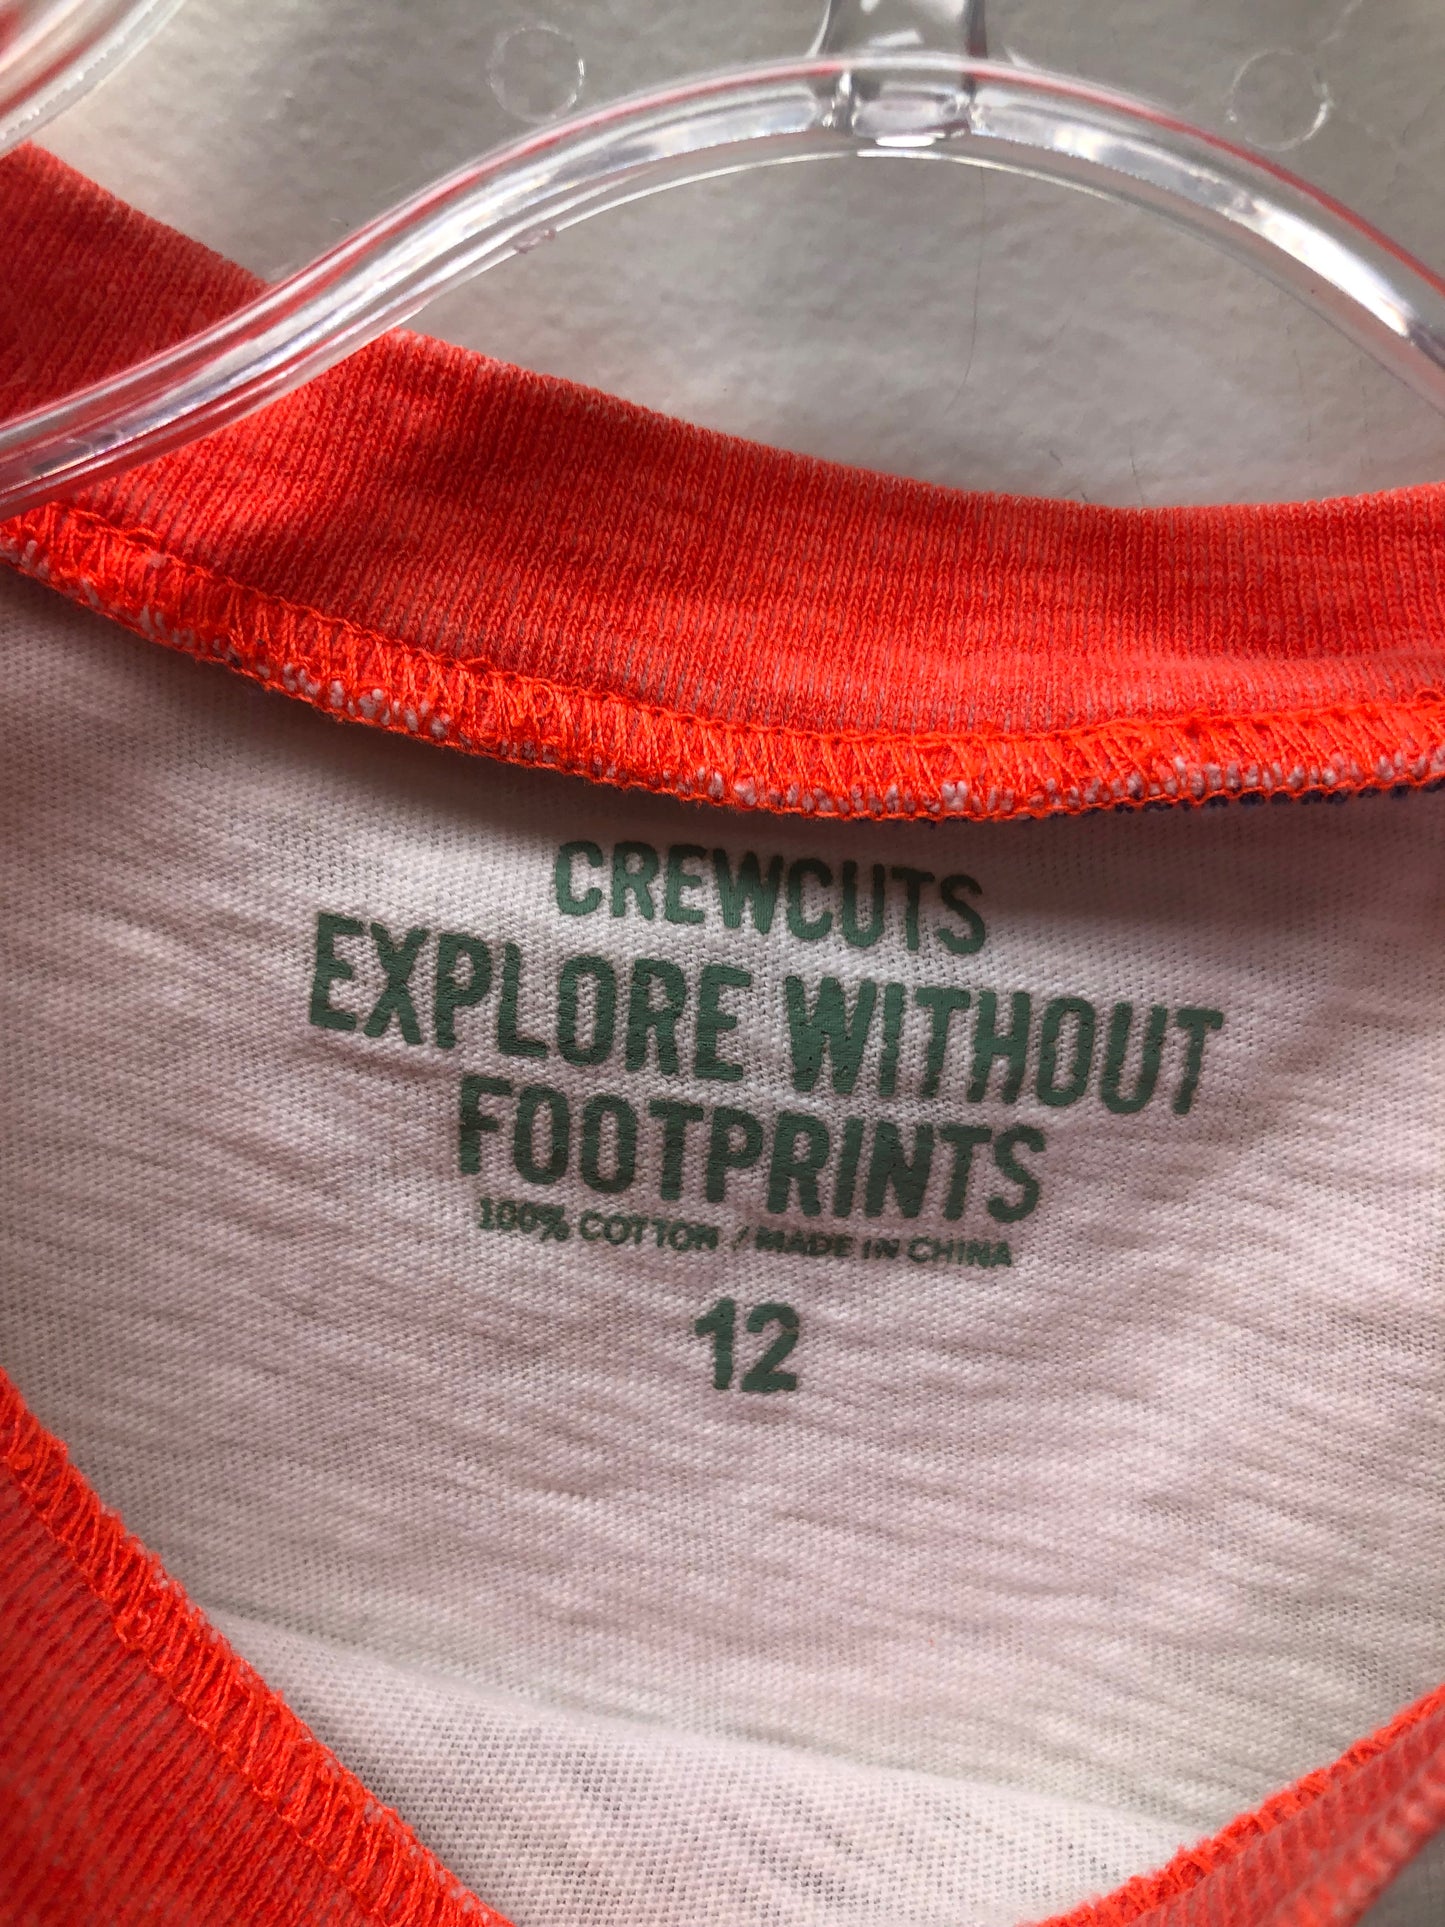 CREWCUTS
EXPLORE WITHOUT
FOOTPRINTS
100% COTTON / MADE IN CHINA
12